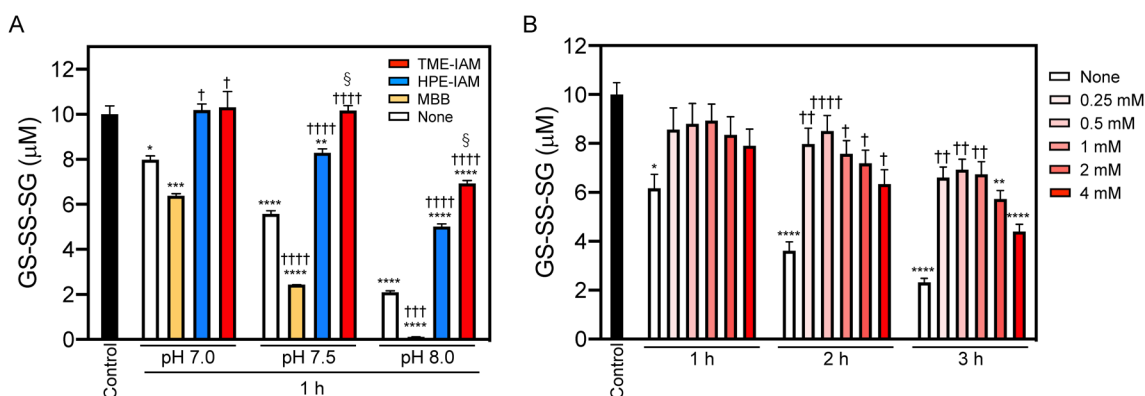 A
GS-SS-SG (μM)
12
10
8
6
4
2
0
TME-IAM
HPE-IAM
MBB
None
*
***
†
†
****
††††
****
††††
**
§
††††
****
†††
****
††††
****
§
††††
****
Control
pH 7.0
pH 7.5
pH 8.0
1 h
B
GS-SS-SG (μM)
12
10
8
6
4
2
0
None
0.25 mM
0.5 mM
1 mM
2 mM
4 mM
*
****
††
††††
†
†
†
****
††
††
††
**
****
Control
1 h
2 h
3 h